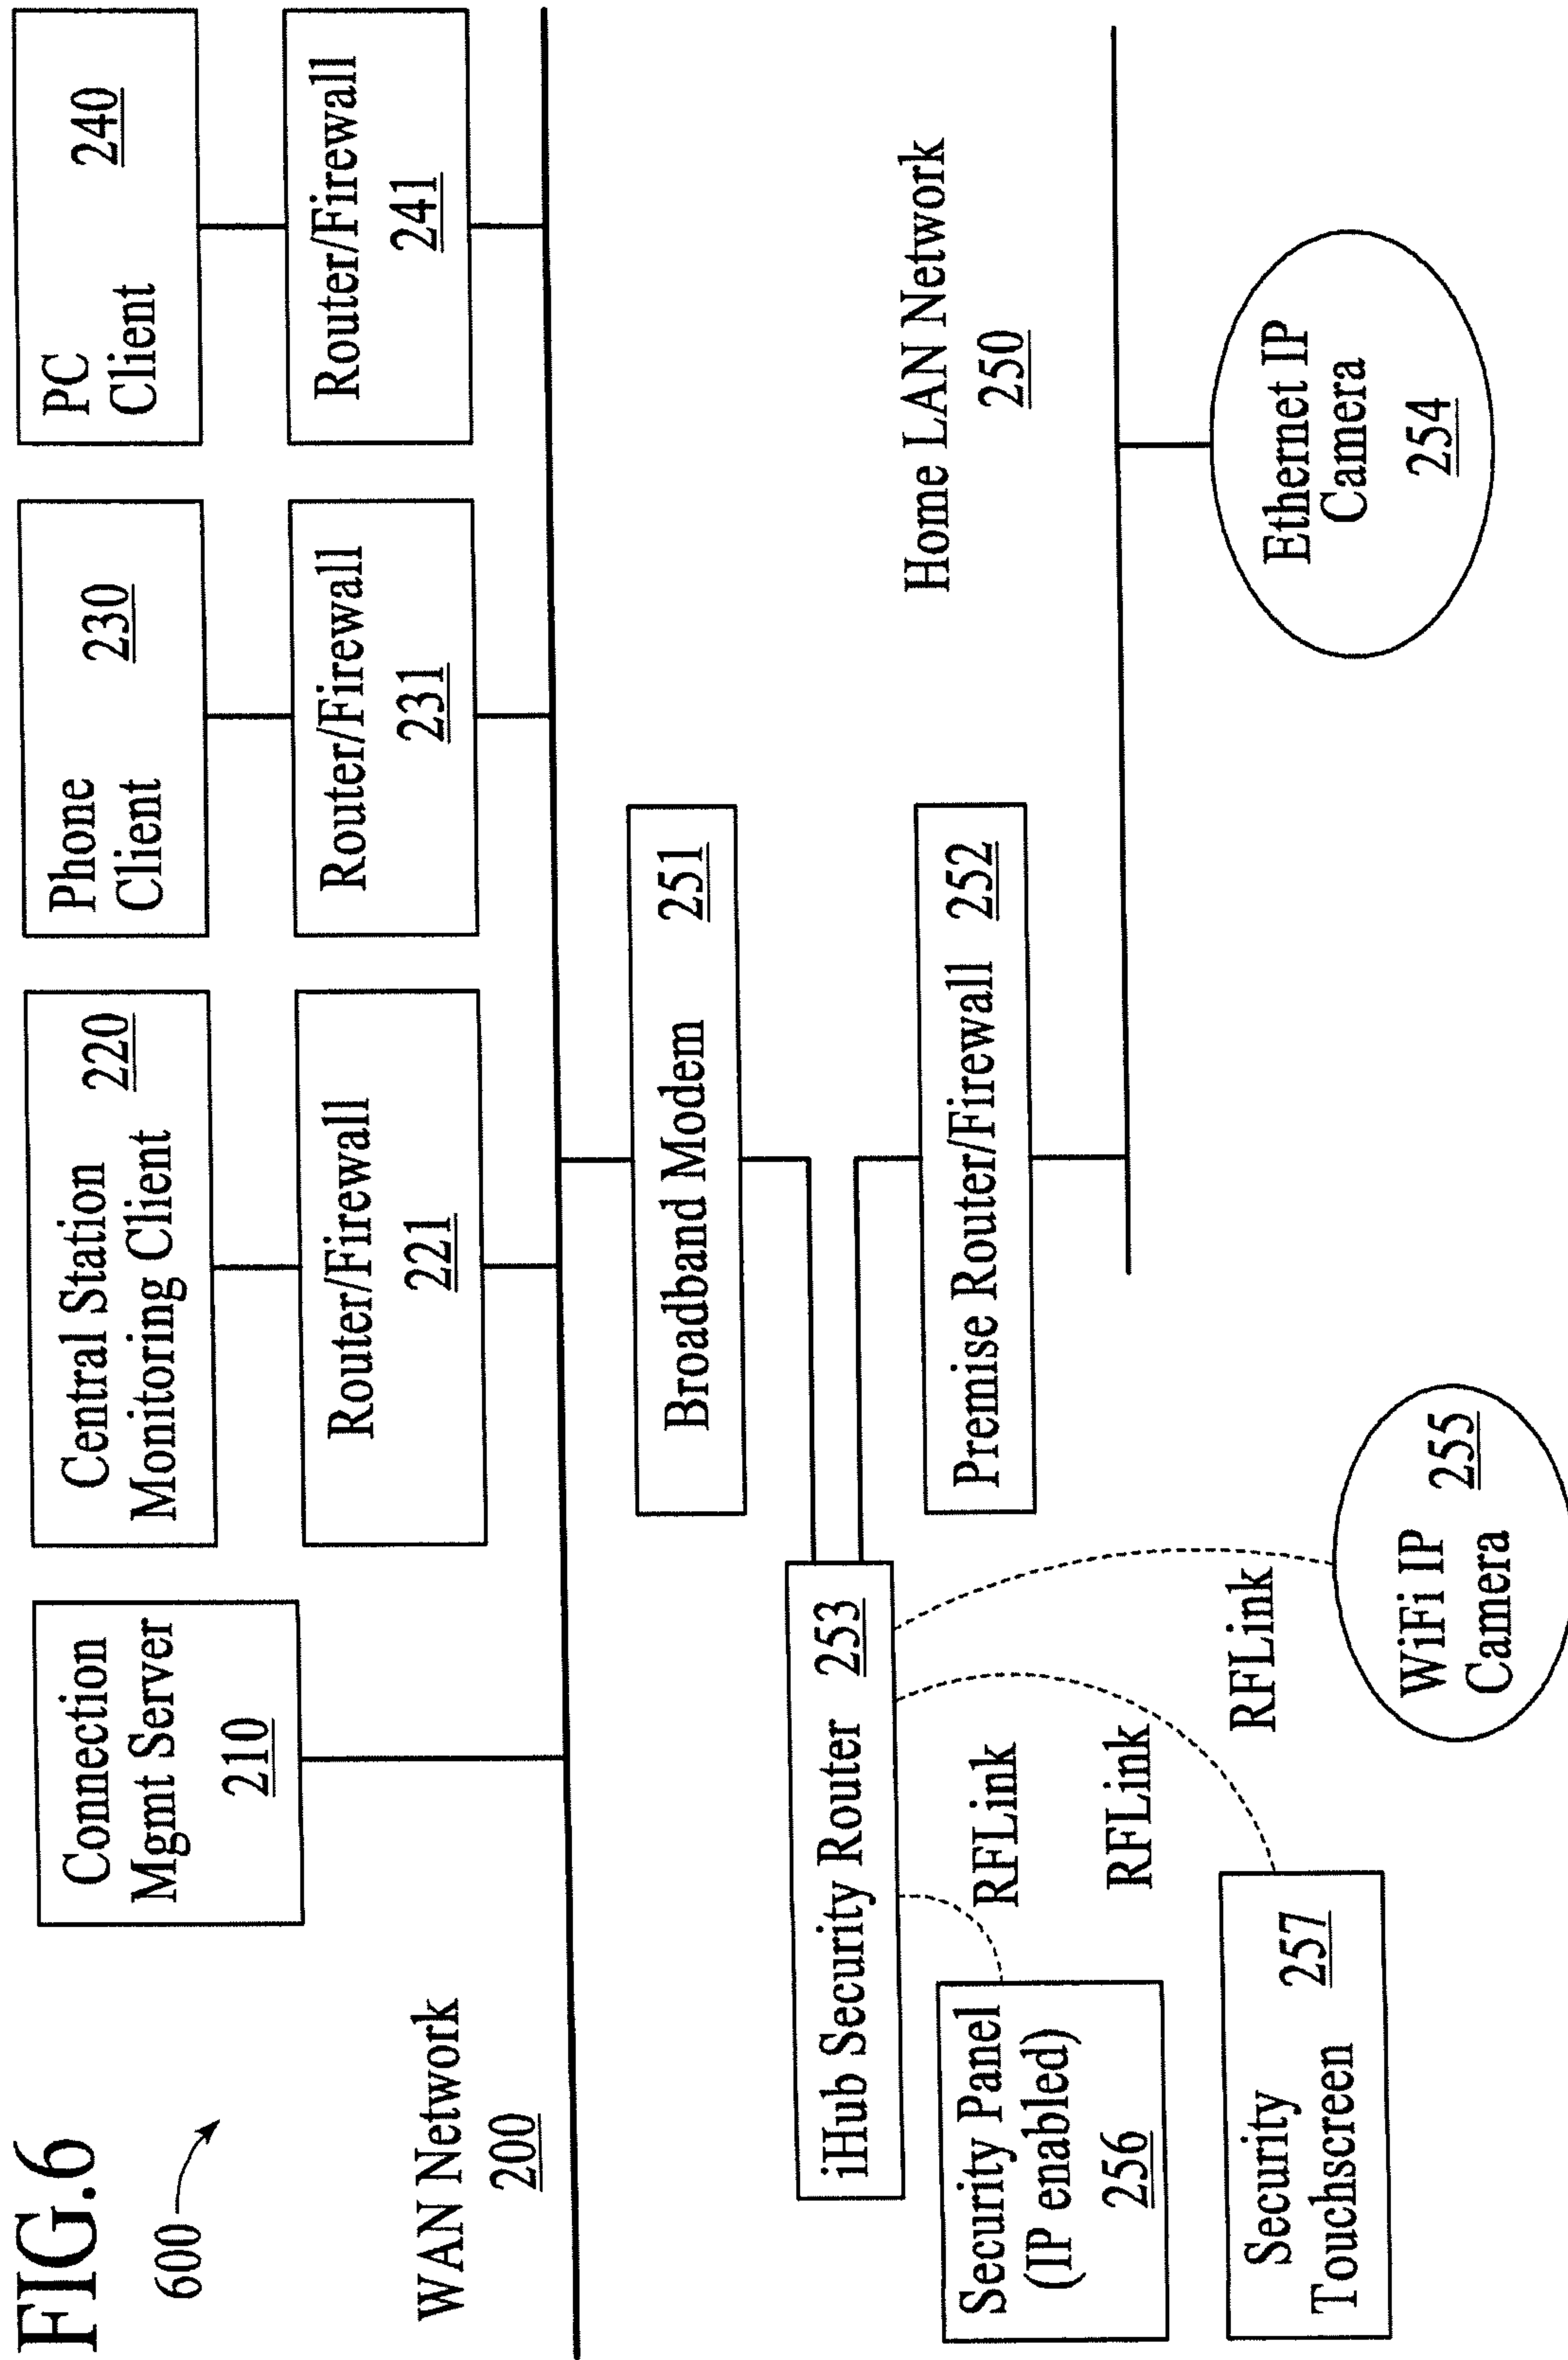 FIG.6
600
Connection
Mgmt Server
210
Central Station
Monitoring Client
220
Phone
Client
230
PC
Client
240
Router/Firewall
221
Router/Firewall
231
Router/Firewall
241
WAN Network
200
Broadband Modem 251
iHub Security Router 253
Premise Router/Firewall 252
Home LAN Network
250
RFLink
RFLink
RFLink
Security Panel
(IP enabled)
256
Security
Touchscreen
257
WiFi IP
Camera
255
Ethernet IP
Camera
254